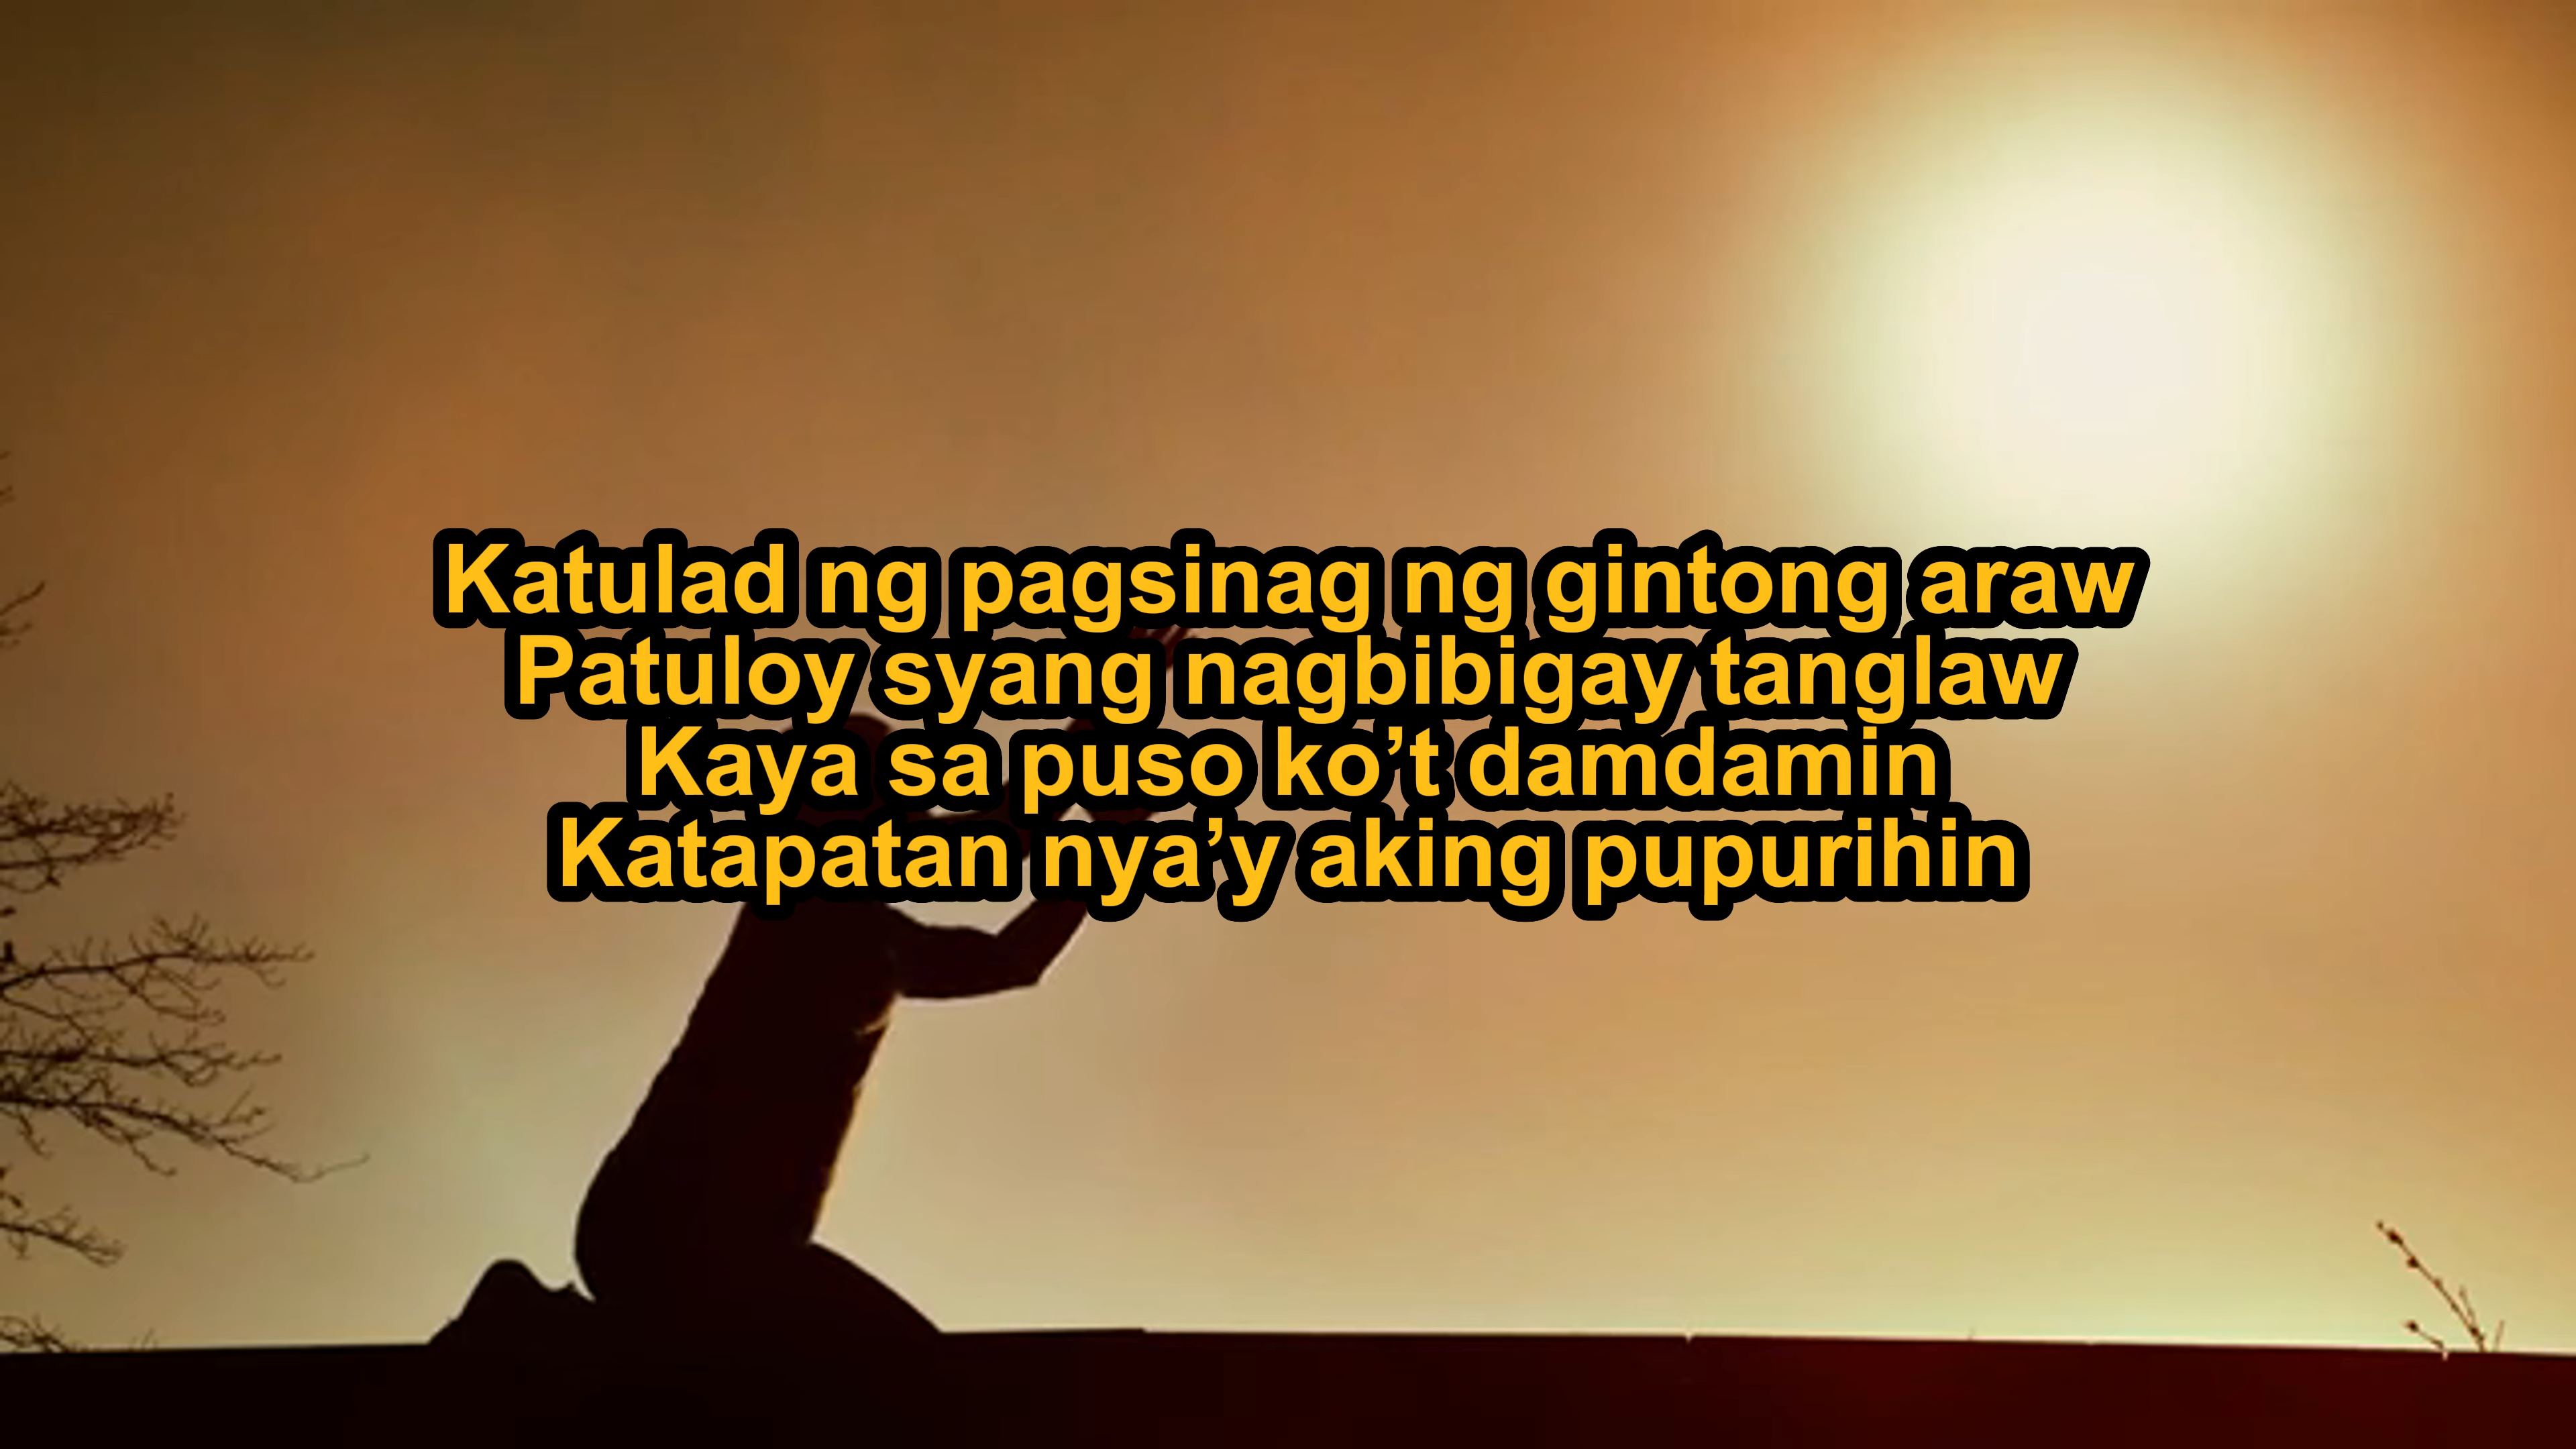 Katulad ng pagsinag ng gintong araw
Patuloy syang nagbibigay tanglaw
Kaya sa puso ko’t damdamin
Katapatan nya’y aking pupurihin